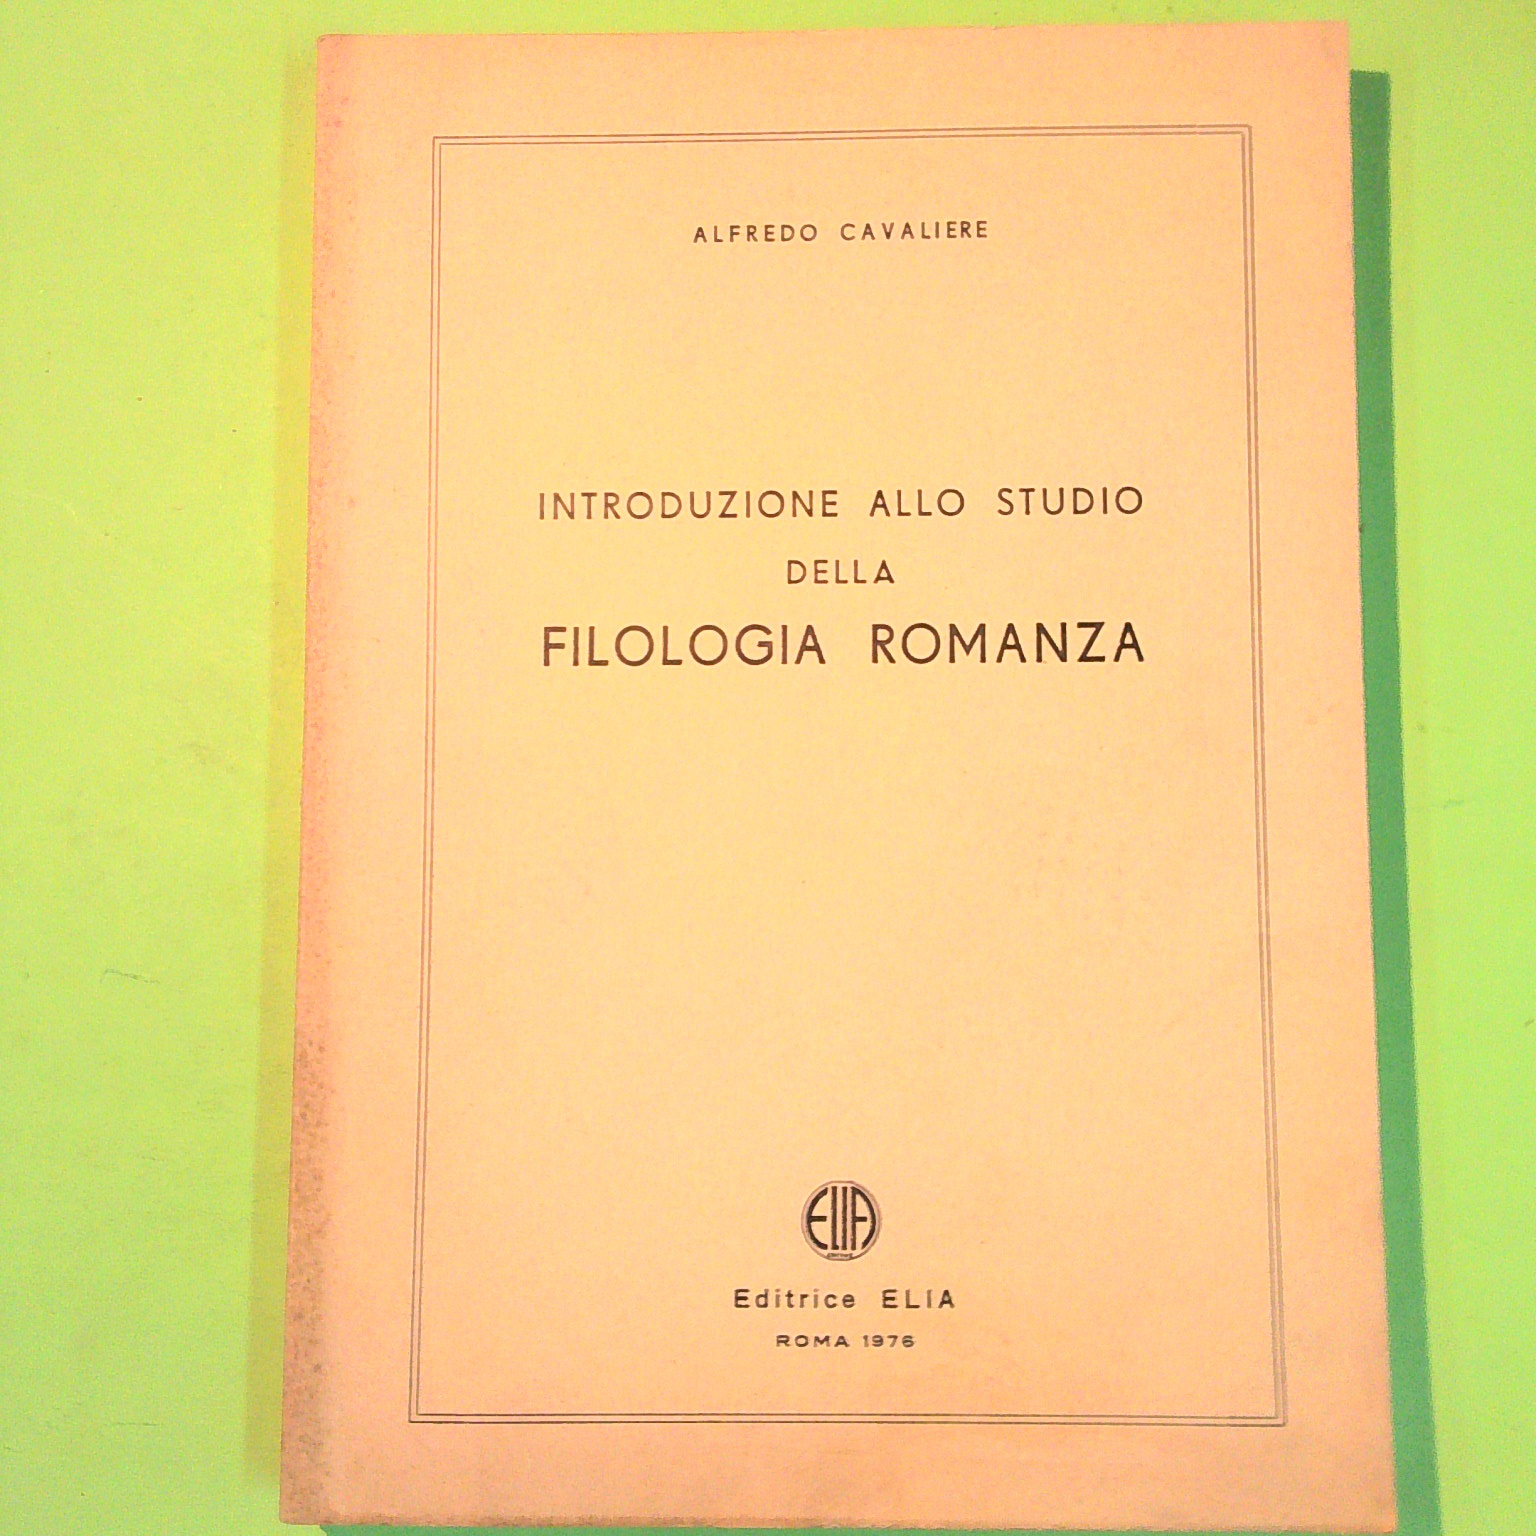 ALFREDO CAVALIERE
INTRODUZIONE ALLO STUDIO
DELLA
FILOLOGIA ROMANZA
ELIA
Editrice ELIA
ROMA 1976